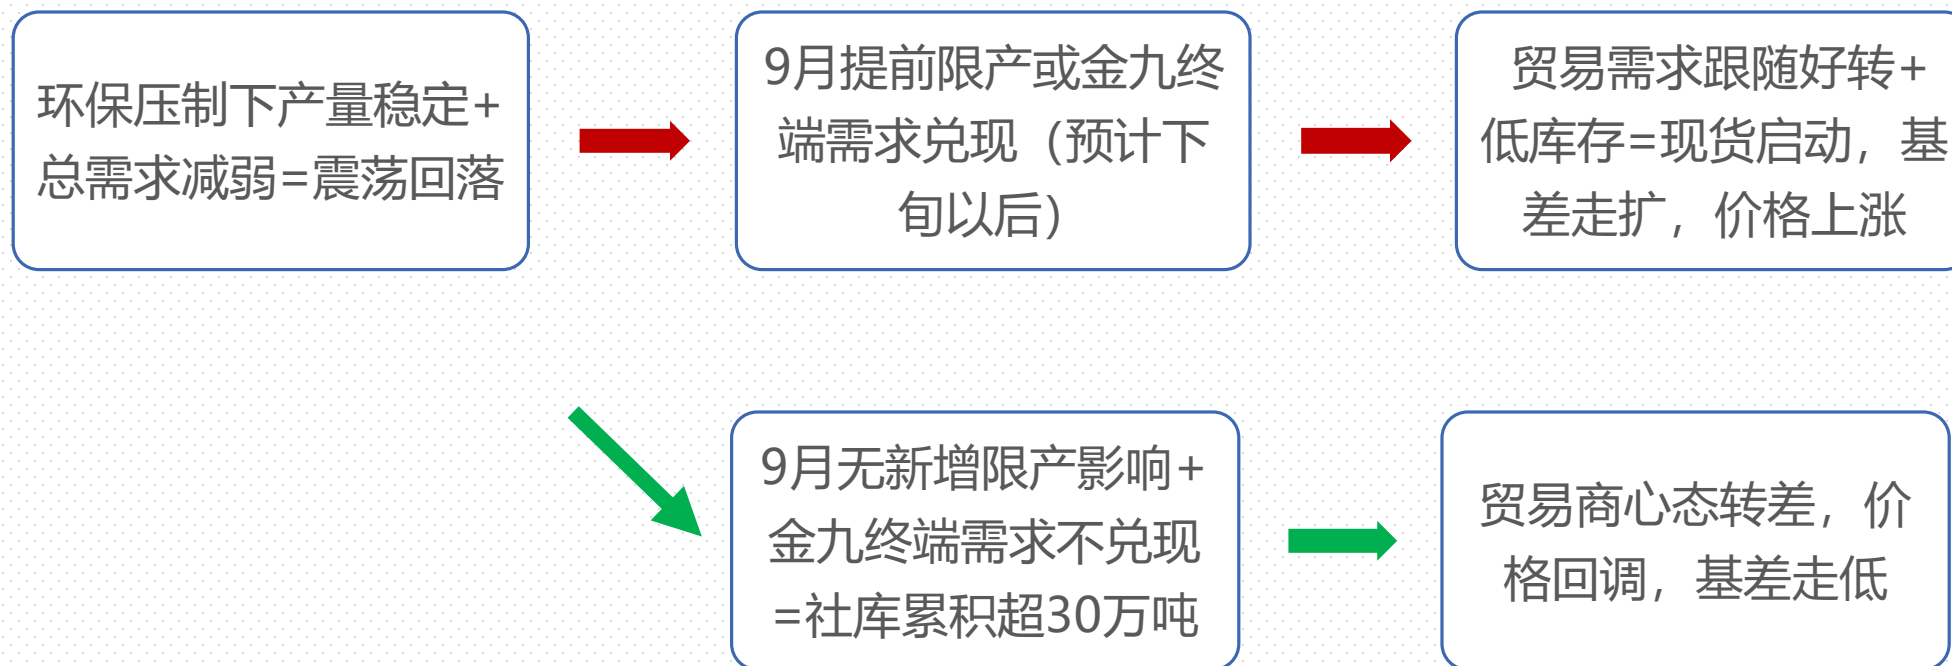 环保压制下产量稳定+
总需求减弱=震荡回落
9月提前限产或金九终
端需求兑现（预计下
旬以后）
贸易需求跟随好转+
低库存=现货启动，基
差走扩，价格上涨
9月无新增限产影响+
金九终端需求不兑现
=社库累积超30万吨
贸易商心态转差，价
格回调，基差走低